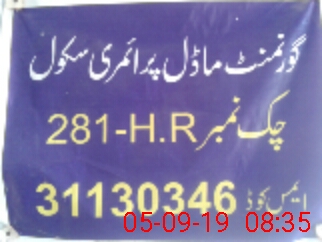 گورنمنٹ ماڈل پرائمری سکول
چک نمبر 281-H.R
ایمس کوڈ 31130346
05-09-19 08:35